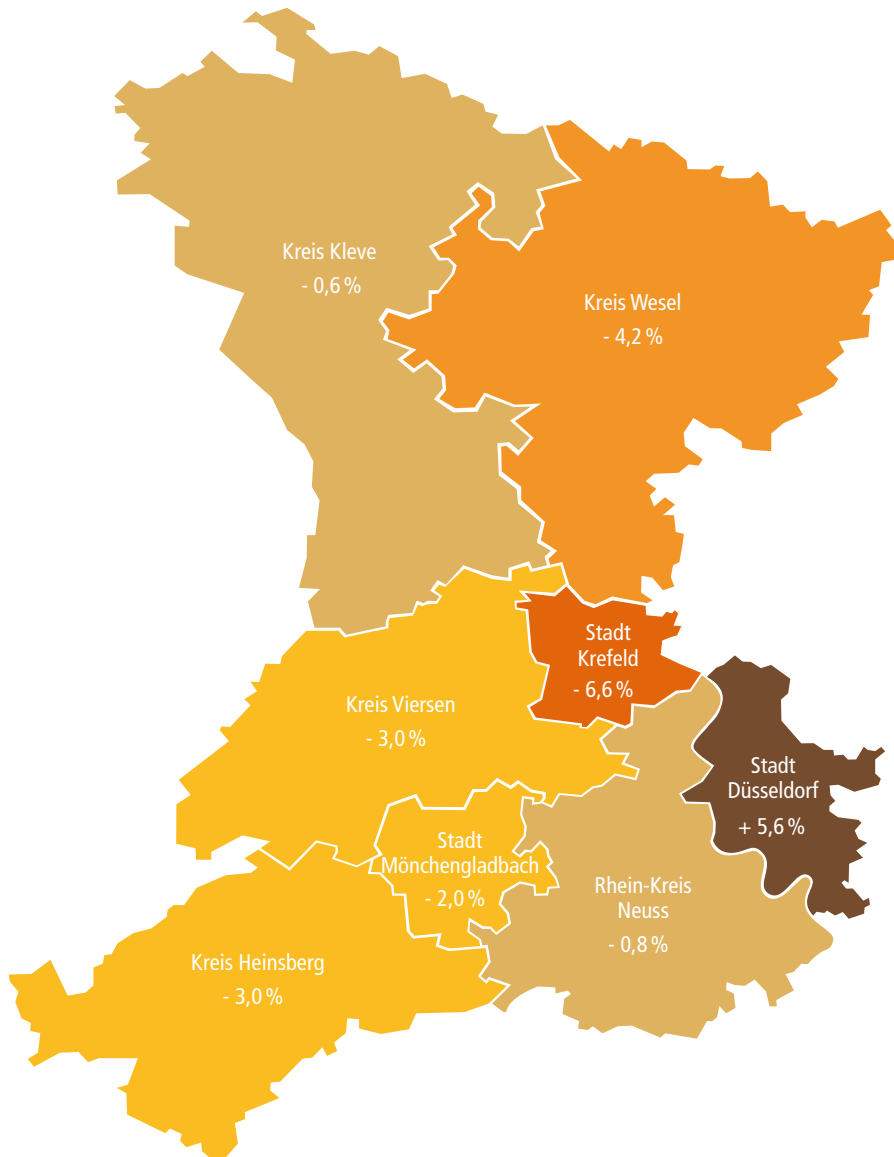 Kreis Kleve
- 0,6 %
Kreis Wesel
- 4,2 %
Stadt
Krefeld
- 6,6 %
Kreis Viersen
- 3,0 %
Stadt
Düsseldorf
+ 5,6 %
Stadt
Mönchengladbach
- 2,0 %
Rhein-Kreis
Neuss
- 0,8 %
Kreis Heinsberg
- 3,0 %